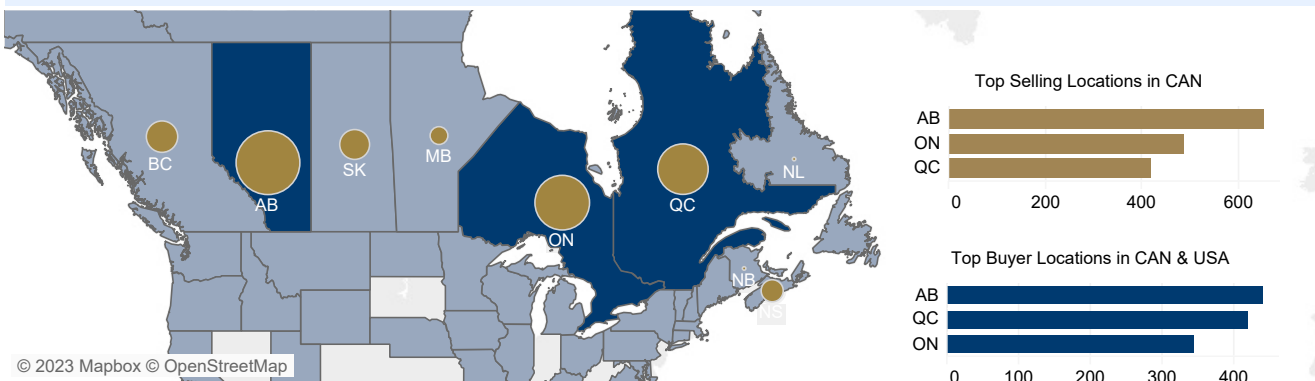 BC
AB
SK
MB
ON
QC
NL
NB
NS
© 2023 Mapbox © OpenStreetMap
Top Selling Locations in CAN
AB
ON
QC
0 200 400 600
Top Buyer Locations in CAN & USA
AB
QC
ON
0 100 200 300 400